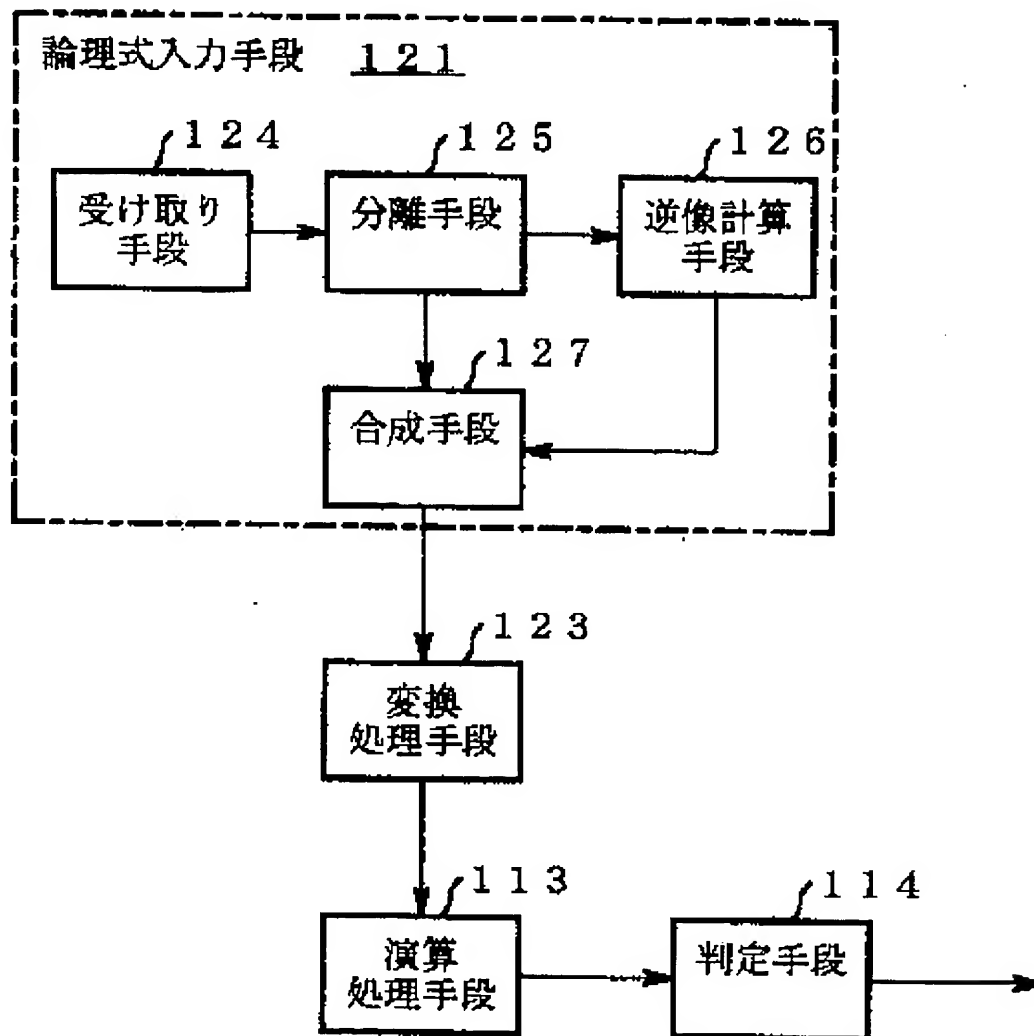 論理式入力手段 １２１
１２４
受け取り
手段
１２５
分離手段
１２６
逆像計算
手段
１２７
合成手段
１２３
変換
処理手段
１１３
演算
処理手段
１１４
判定手段